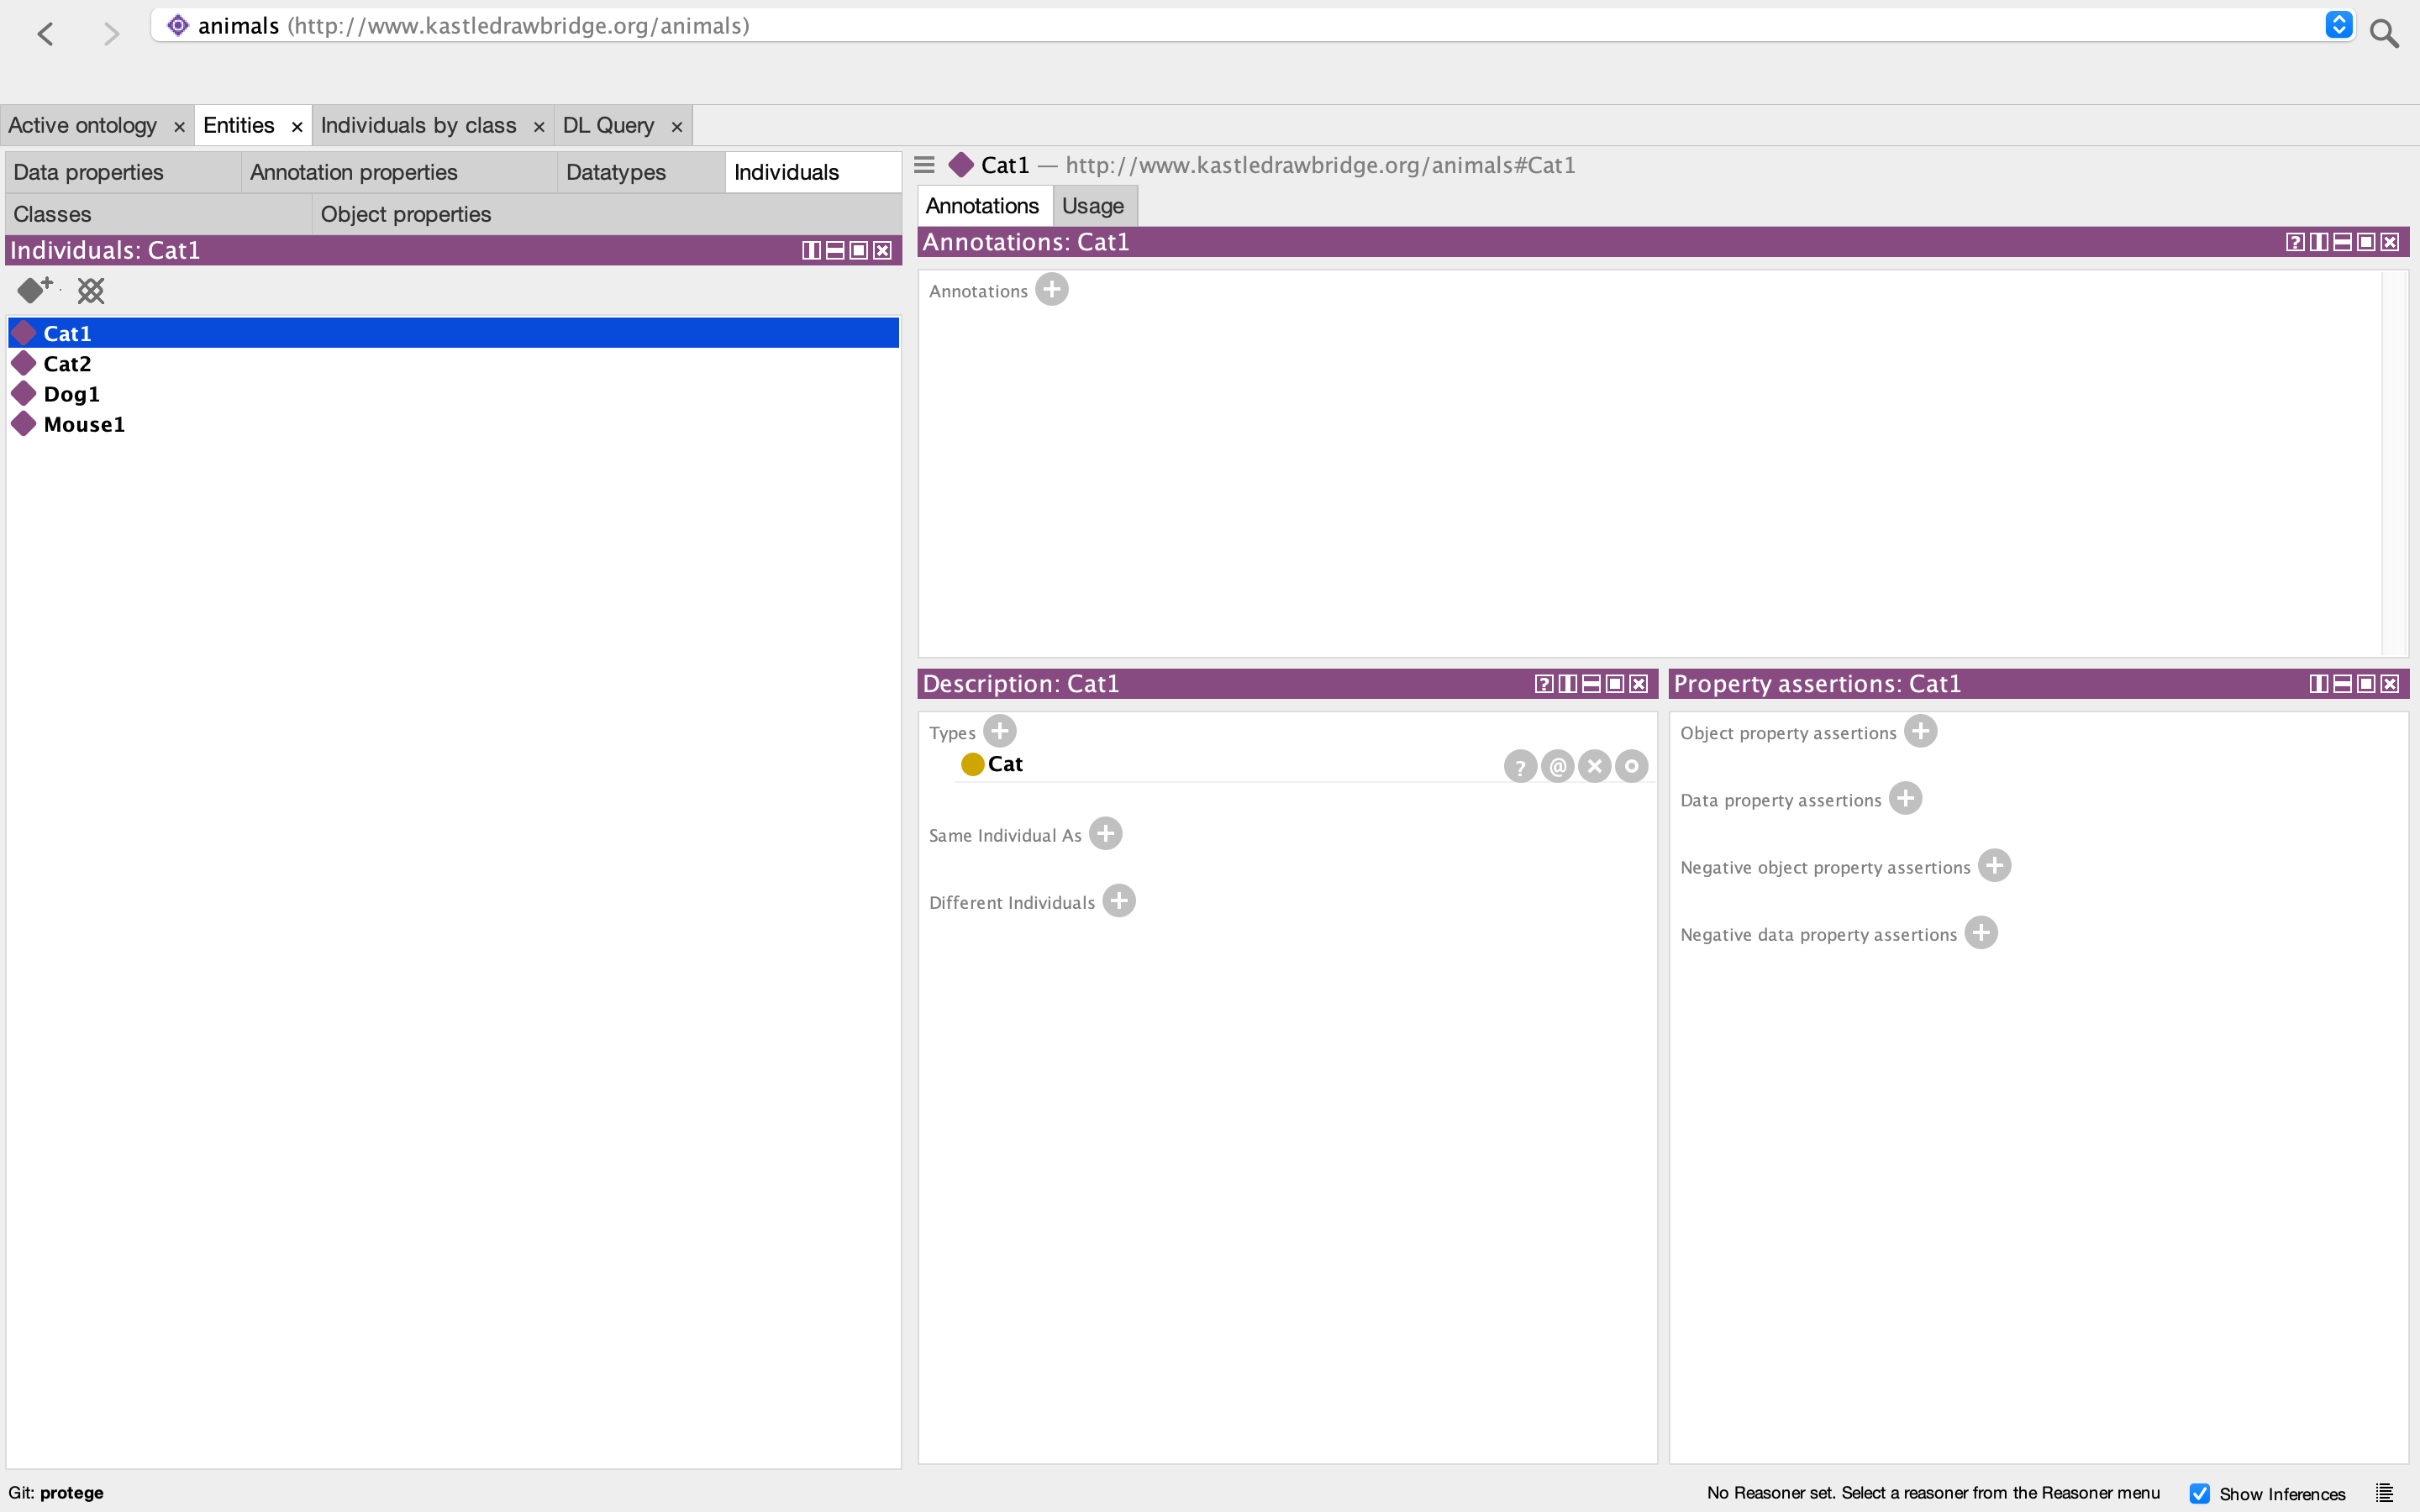 animals (http://www.kastledrawbridge.org/animals)
Active ontology × Entities × Individuals by class × DL Query ×
Data properties Annotation properties Datatypes Individuals
Classes Object properties
Individuals: Cat1
Cat1
Cat2
Dog1
Mouse1
Cat1 — http://www.kastledrawbridge.org/animals#Cat1
Annotations Usage
Annotations: Cat1
Annotations
Description: Cat1
Types
Cat
Same Individual As
Different Individuals
Property assertions: Cat1
Object property assertions
Data property assertions
Negative object property assertions
Negative data property assertions
Git: protege
No Reasoner set. Select a reasoner from the Reasoner menu Show Inferences